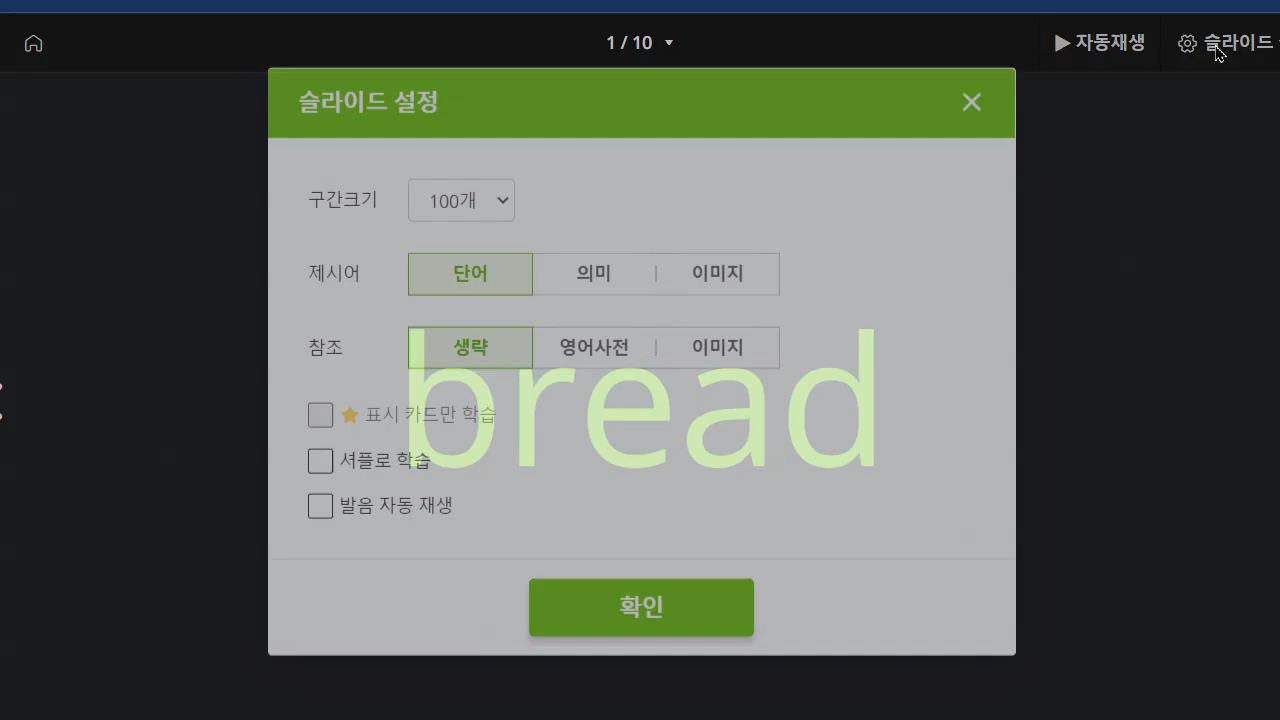 1 / 10
자동재생
슬라이드
슬라이드 설정
구간크기 100개
제시어 단어 의미 이미지
참조 생략 영어사전 이미지
bread
표시 카드만 학습
셔플로 학습
발음 자동 재생
확인